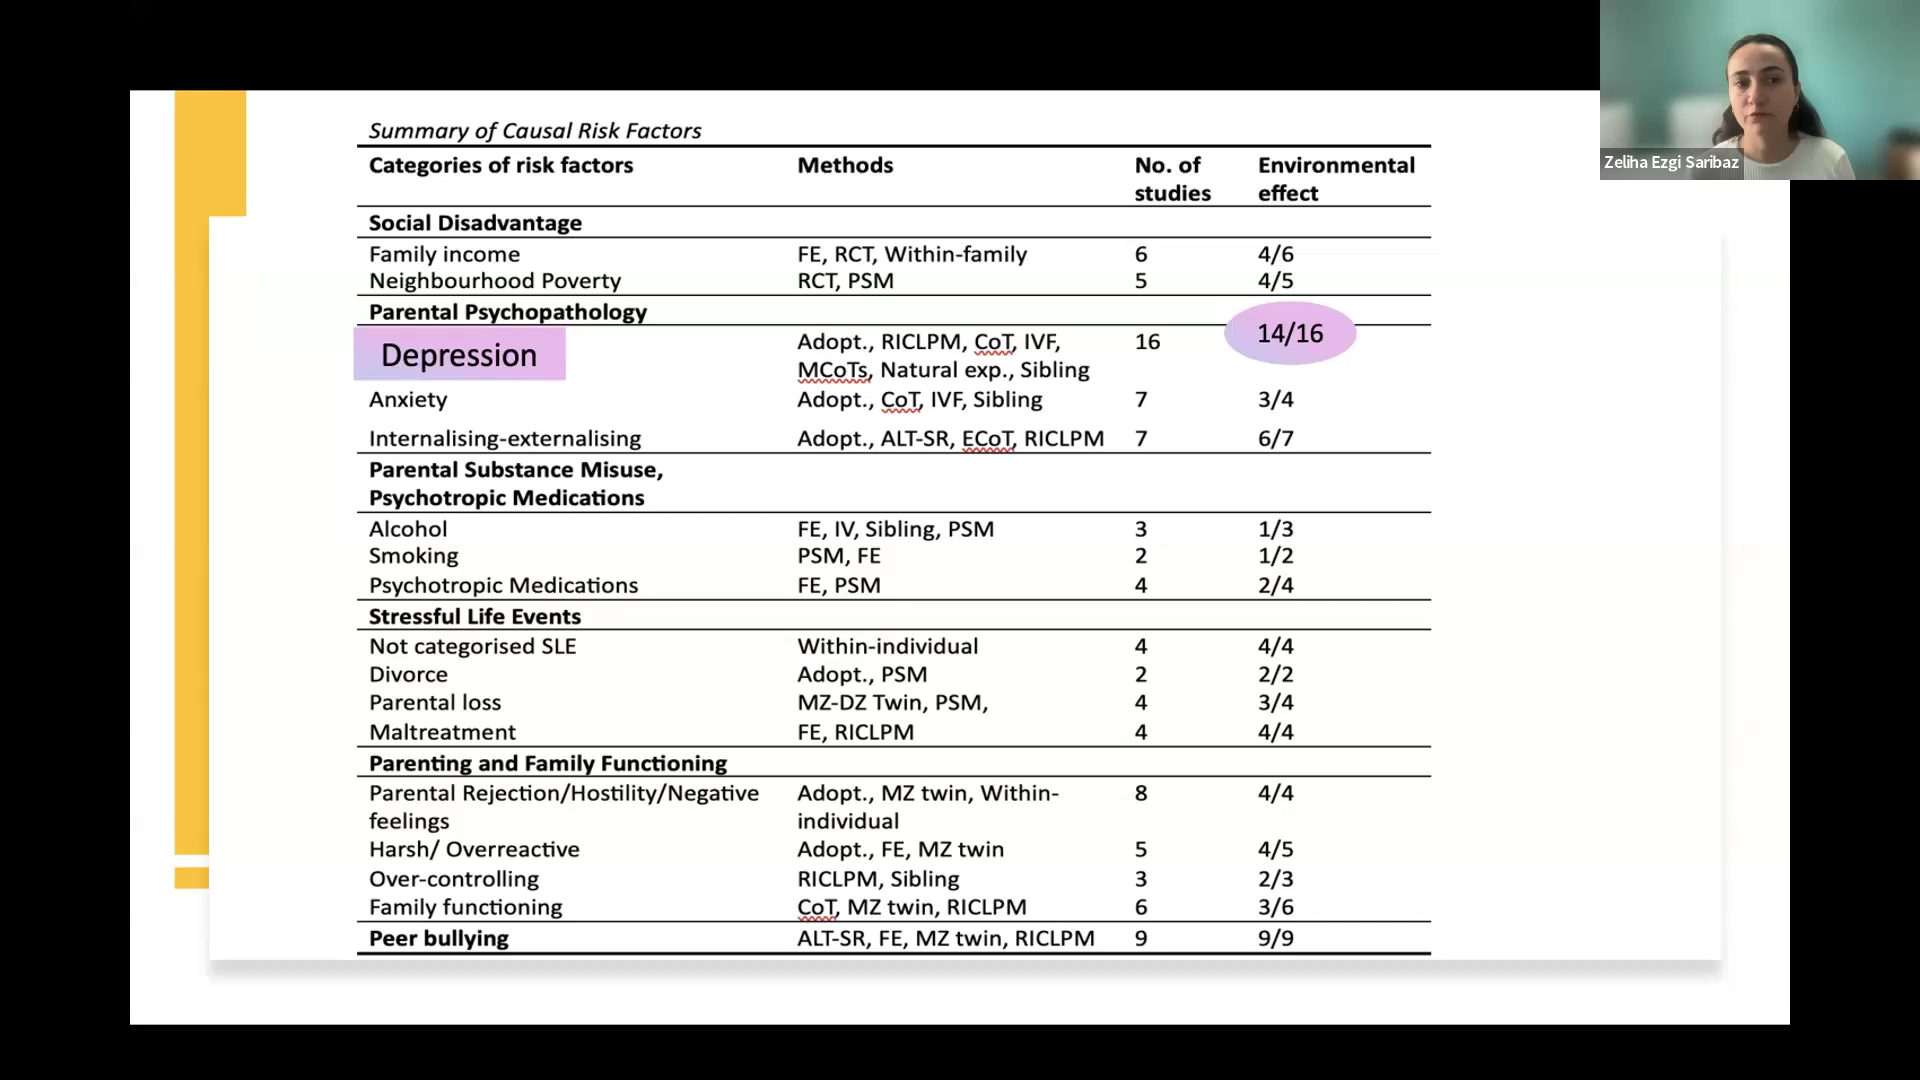 Zeliha Ezgi Saribaz
Summary of Causal Risk Factors
Categories of risk factors Methods No. of studies Environmental effect
Social Disadvantage
Family income FE, RCT, Within-family 6 4/6
Neighbourhood Poverty RCT, PSM 5 4/5
Parental Psychopathology
Depression Adopt., RICLPM, CoT, IVF, 16 14/16
MCoTs, Natural exp., Sibling
Anxiety Adopt., CoT, IVF, Sibling 7 3/4
Internalising-externalising Adopt., ALT-SR, ECoT, RICLPM 7 6/7
Parental Substance Misuse,
Psychotropic Medications
Alcohol FE, IV, Sibling, PSM 3 1/3
Smoking PSM, FE 2 1/2
Psychotropic Medications FE, PSM 4 2/4
Stressful Life Events
Not categorised SLE Within-individual 4 4/4
Divorce Adopt., PSM 2 2/2
Parental loss MZ-DZ Twin, PSM, 4 3/4
Maltreatment FE, RICLPM 4 4/4
Parenting and Family Functioning
Parental Rejection/Hostility/Negative Adopt., MZ twin, Within- 8 4/4
feelings individual
Harsh/ Overreactive Adopt., FE, MZ twin 5 4/5
Over-controlling RICLPM, Sibling 3 2/3
Family functioning CoT, MZ twin, RICLPM 6 3/6
Peer bullying ALT-SR, FE, MZ twin, RICLPM 9 9/9